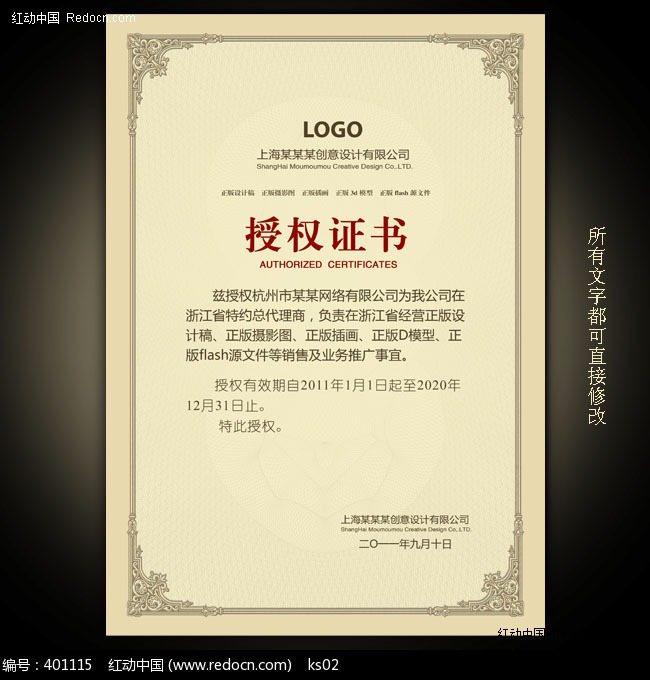 红动中国 Redocn.com
LOGO
上海某某某创意设计有限公司
ShangHai Moumoumou Creative Design Co.,LTD.
正版设计稿 正版摄影图 正版插画 正版 3d 模型 正版 flash 源文件
授权证书
AUTHORIZED CERTIFICATES
兹授权杭州市某某网络有限公司为我公司在
浙江省特约总代理商，负责在浙江省经营正版设
计稿、正版摄影图、正版插画、正版D模型、正
版flash源文件等销售及业务推广事宜。
授权有效期自2011年1月1日起至2020年
12月31日止。
特此授权。
上海某某某创意设计有限公司
ShangHai Moumoumou Creative Design Co.,LTD.
二〇一一年九月十日
所有文字都可直接修改
红动中国
编号：401115 红动中国 (www.redocn.com) ks02